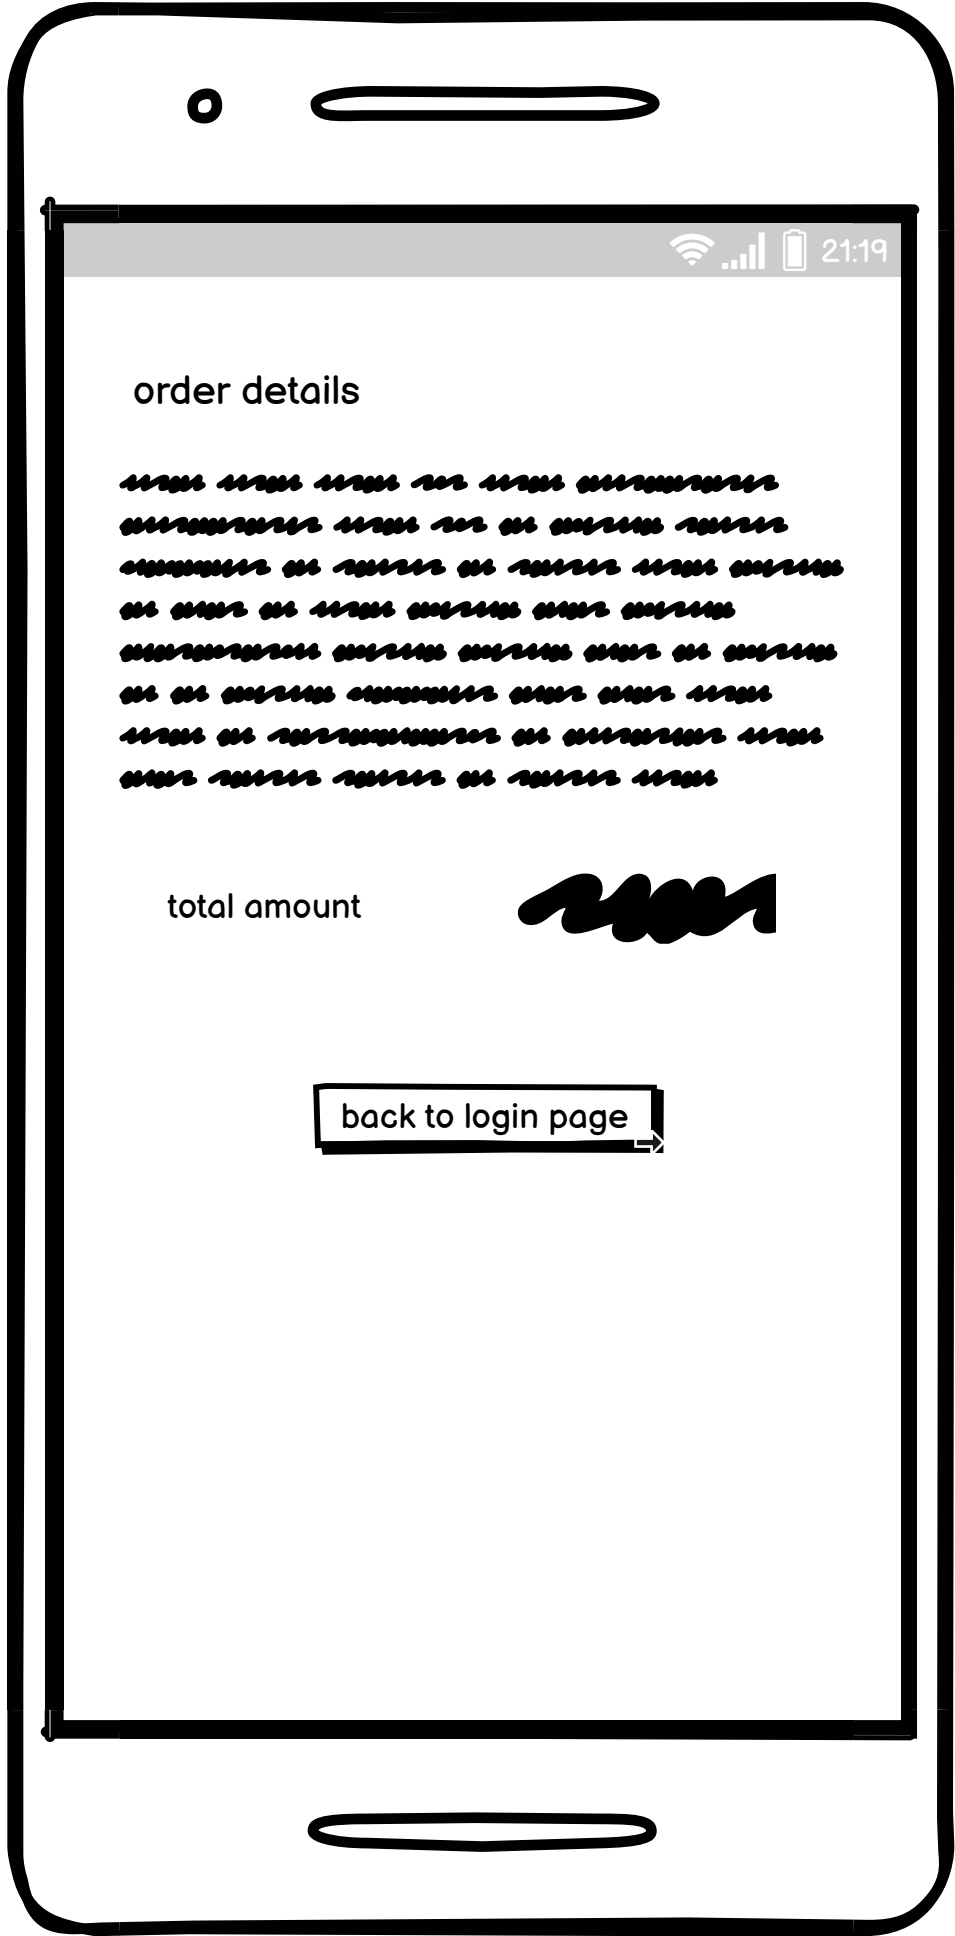 21:19
order details
total amount
back to login page